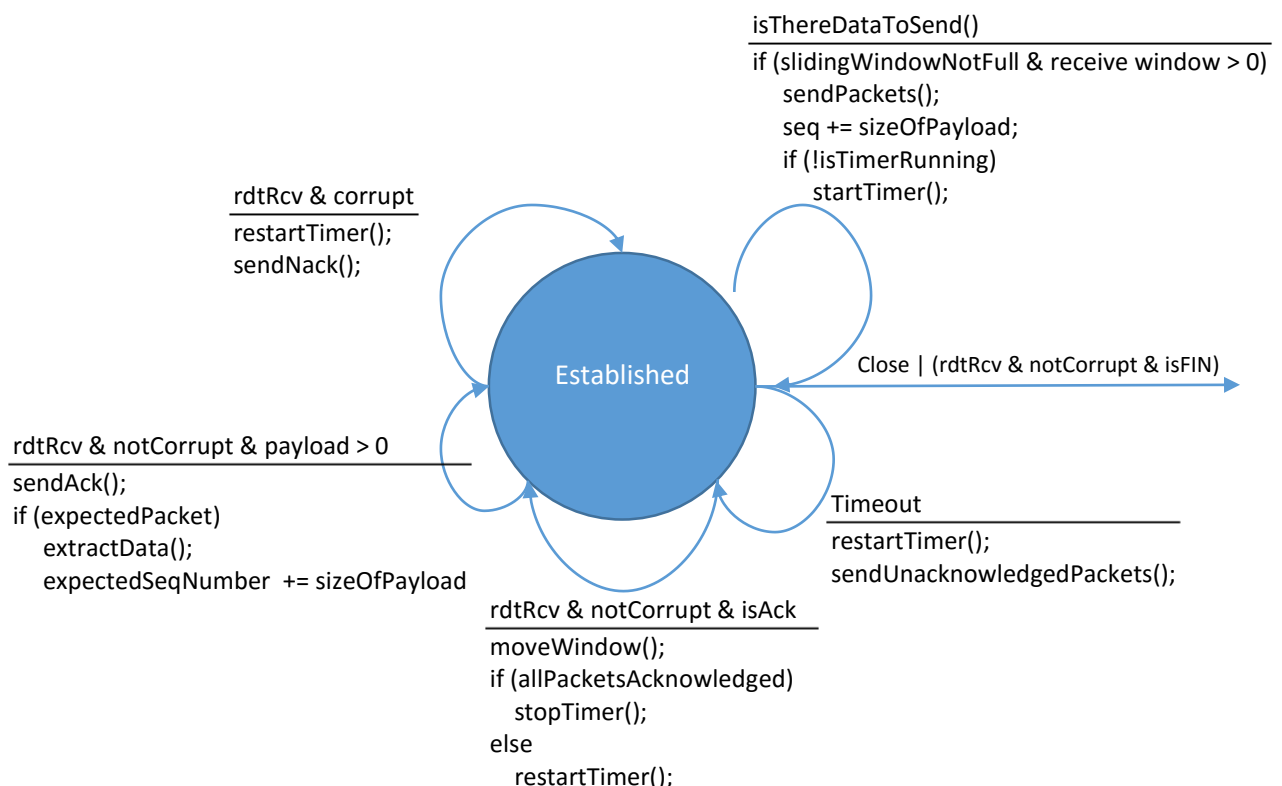 isThereDataToSend()
if (slidingWindowNotFull & receive window > 0)
sendPackets();
seq += sizeOfPayload;
if (!isTimerRunning)
startTimer();
rdtRcv & corrupt
restartTimer();
sendNack();
Established
Close | (rdtRcv & notCorrupt & isFIN)
rdtRcv & notCorrupt & payload > 0
sendAck();
if (expectedPacket)
extractData();
expectedSeqNumber += sizeOfPayload
Timeout
restartTimer();
sendUnacknowledgedPackets();
rdtRcv & notCorrupt & isAck
moveWindow();
if (allPacketsAcknowledged)
stopTimer();
else
restartTimer();